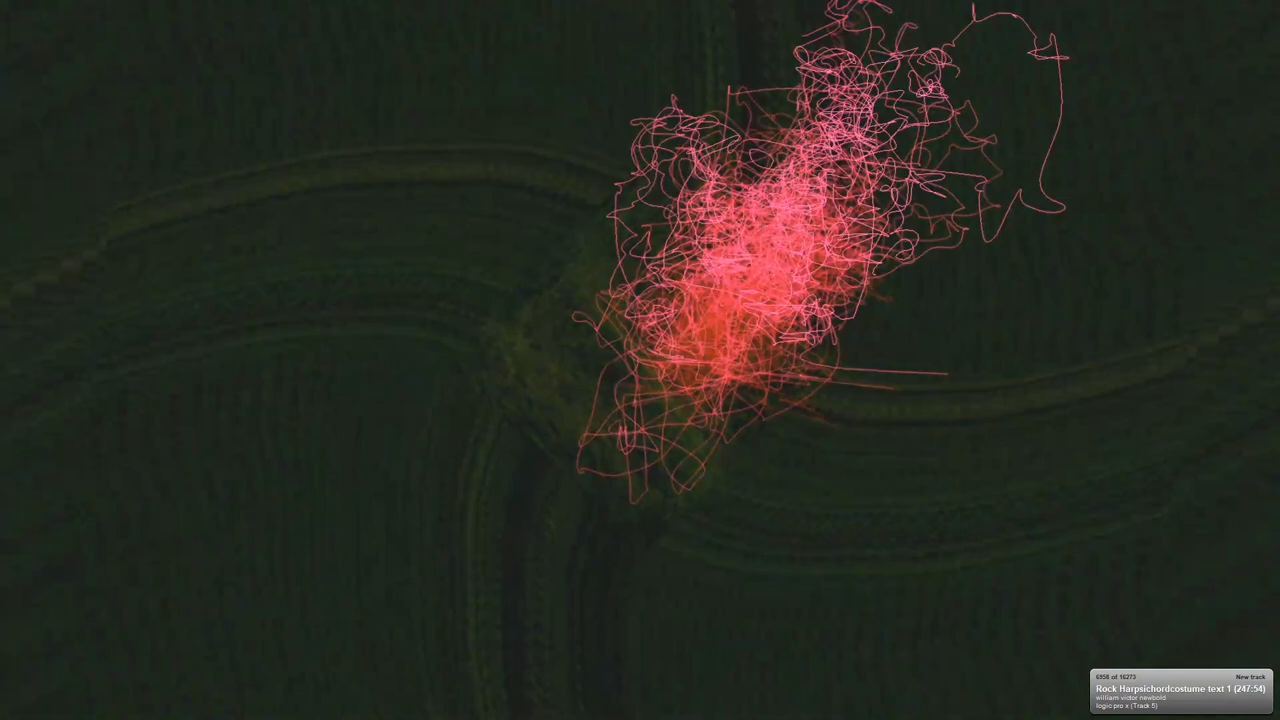 6958 of 16273 New track
Rock Harpsichordcostume text 1 (247:54)
william victor newbold
logic pro x (Track 5)